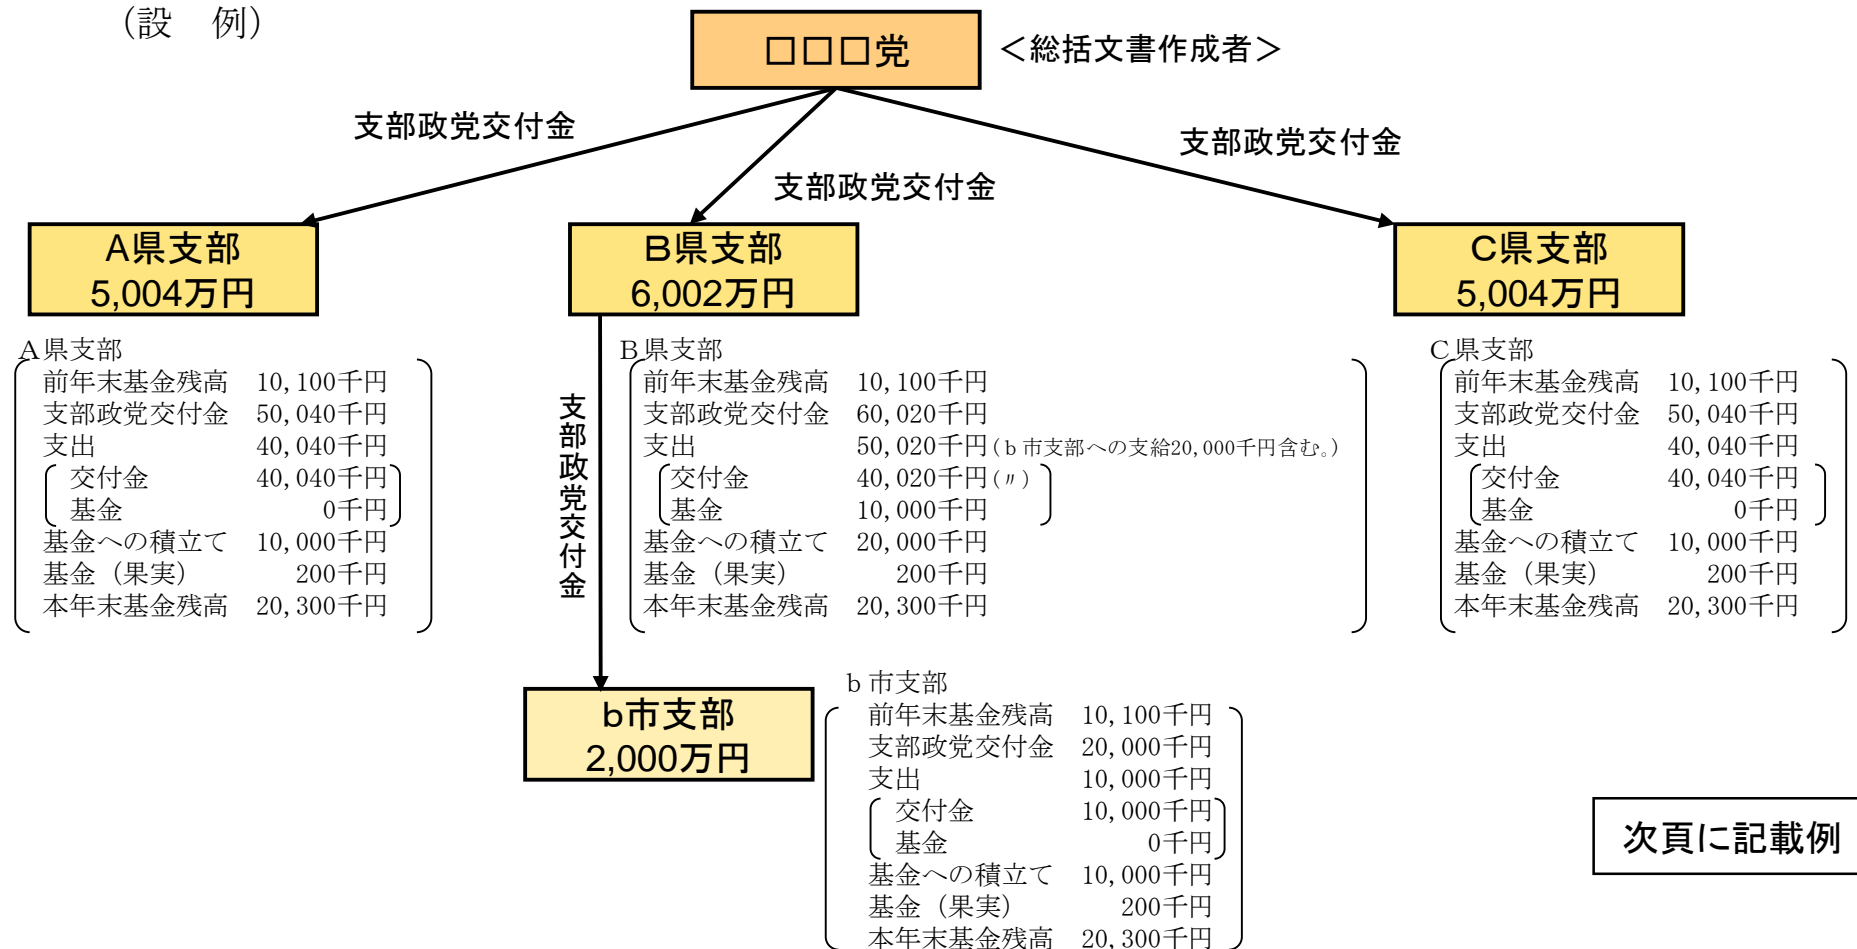 (設　例)
□□□党
＜総括文書作成者＞
支部政党交付金
支部政党交付金
支部政党交付金
A県支部
5,004万円
B県支部
6,002万円
C県支部
5,004万円
A県支部
前年末基金残高　10,100千円
支部政党交付金　50,040千円
支出　40,040千円
交付金　40,040千円
基金　0千円
基金への積立て　10,000千円
基金（果実）　200千円
本年末基金残高　20,300千円
支部政党交付金
B県支部
前年末基金残高　10,100千円
支部政党交付金　60,020千円
支出　50,020千円(ｂ市支部への支給20,000千円含む。)
交付金　40,020千円(〃)
基金　10,000千円
基金への積立て　20,000千円
基金（果実）　200千円
本年末基金残高　20,300千円
C県支部
前年末基金残高　10,100千円
支部政党交付金　50,040千円
支出　40,040千円
交付金　40,040千円
基金　0千円
基金への積立て　10,000千円
基金（果実）　200千円
本年末基金残高　20,300千円
b市支部
2,000万円
ｂ市支部
前年末基金残高　10,100千円
支部政党交付金　20,000千円
支出　10,000千円
交付金　10,000千円
基金　0千円
基金への積立て　10,000千円
基金（果実）　200千円
本年末基金残高　20,300千円
次頁に記載例